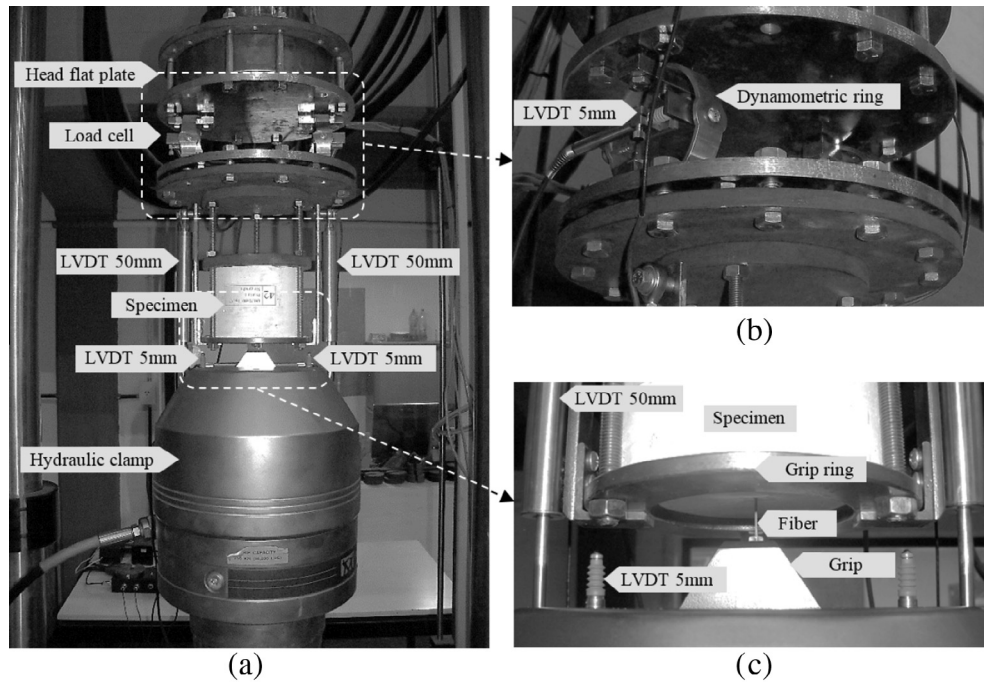 Head flat plate
Load cell
LVDT 50mm
LVDT 50mm
Specimen
LVDT 5mm
LVDT 5mm
Hydraulic clamp
(a)
LVDT 5mm
Dynamometric ring
(b)
LVDT 50mm
Specimen
Grip ring
Fiber
LVDT 5mm
Grip
(c)